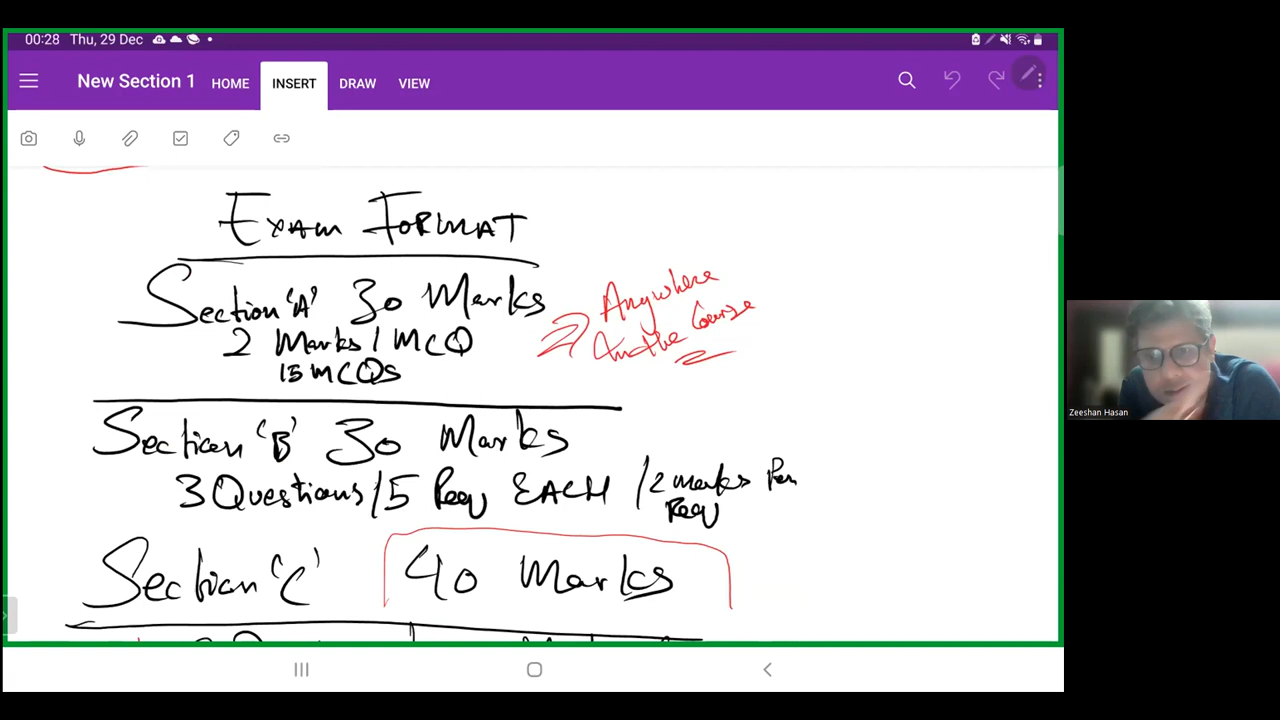 00:28 Thu, 29 Dec
New Section 1 HOME INSERT DRAW VIEW
EXAM FORMAT
Section 'A' 30 Marks
2 Marks / MCQ
15 MCQs
Anywhere
In the Course
Section 'B' 30 Marks
3 Questions / 5 Req EACH / 2 marks Per
Req
Section 'C' 40 Marks
Zeeshan Hasan